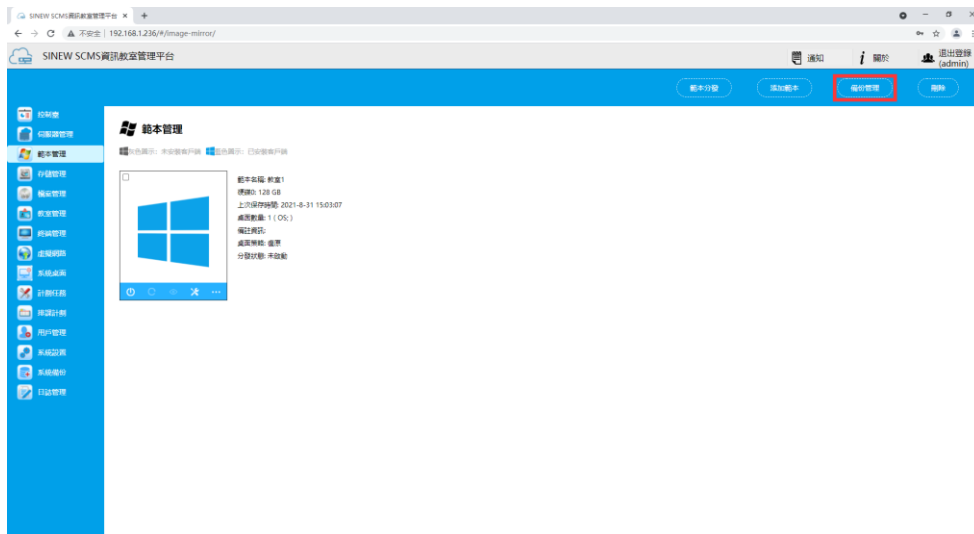 SINEW SCMS資訊教室管理平台
不安全 | 192.168.1.236/#/image-mirror/
SINEW SCMS資訊教室管理平台
通知
關於
退出登錄
(admin)
範本分發
添加範本
備份管理
刪除
控制臺
伺服器管理
範本管理
存儲管理
檔案管理
教室管理
終端管理
虛擬網路
系統桌面
計劃任務
排課計劃
用戶管理
系統設置
系統備份
日誌管理
範本管理
灰色顯示: 未安裝客戶端 藍色顯示: 已安裝客戶端
範本名稱: 教室1
硬碟0: 128 GB
上次保存時間: 2021-8-31 15:03:07
桌面數量: 1 ( OS; )
備註資訊:
桌面策略: 還原
分發狀態: 未啟動